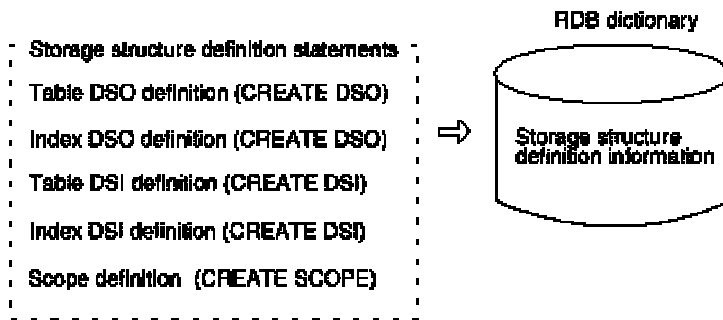 RDB dictionary
Storage structure definition statements
Table DSO definition (CREATE DSO)
Index DSO definition (CREATE DSO)
Table DSI definition (CREATE DSI)
Index DSI definition (CREATE DSI)
Scope definition (CREATE SCOPE)
Storage structure
definition information